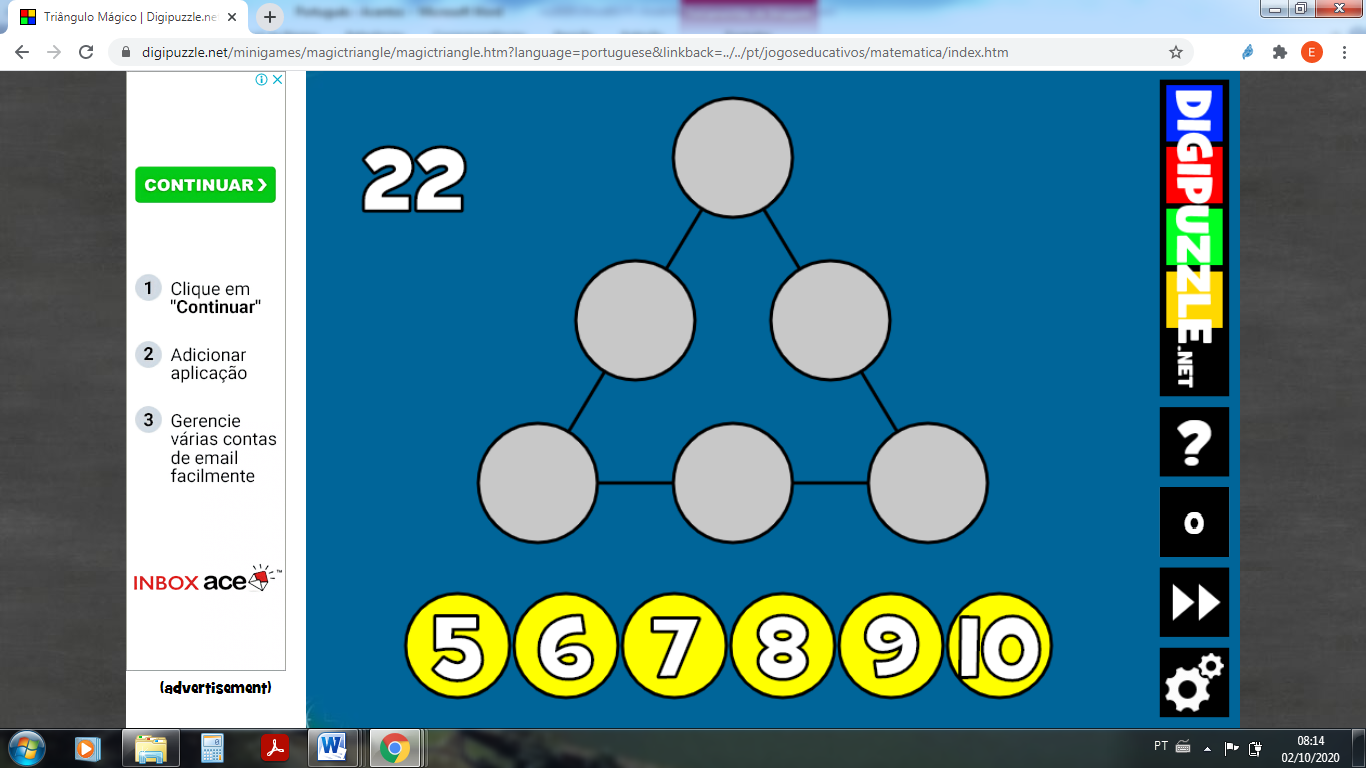 Triângulo Mágico | Digipuzzle.ne
digipuzzle.net/minigames/magictriangle/magictriangle.htm?language=portuguese&linkback=../../pt/jogoseducativos/matematica/index.htm
E
CONTINUAR
1 Clique em
"Continuar"
2 Adicionar
aplicação
3 Gerencie
várias contas
de email
facilmente
INBOX ace™
(advertisement)
22
5 6 7 8 9 10
DIGIPUZZLE.NET
?
0
PT
08:14
02/10/2020